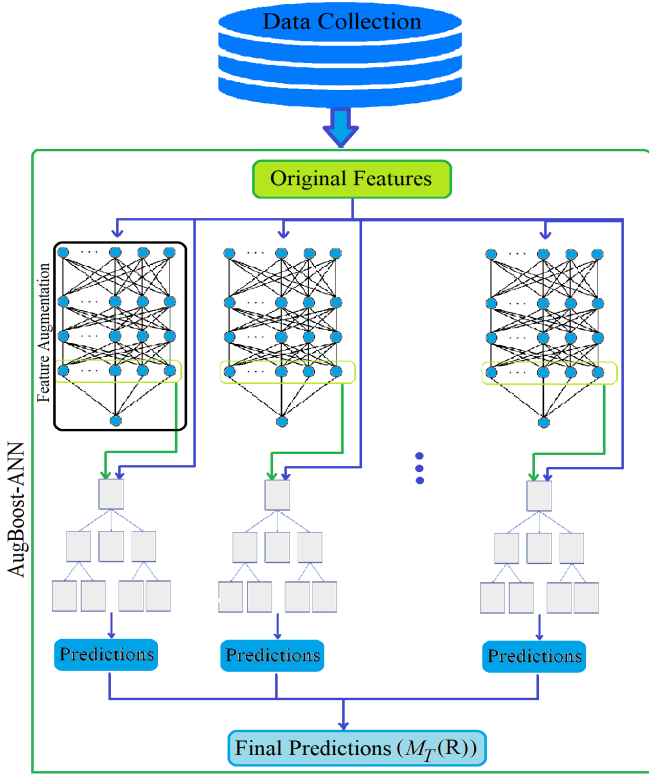 Data Collection
Original Features
Feature Augmentation
AugBoost-ANN
Predictions
Predictions
Predictions
Final Predictions (M_T(R))